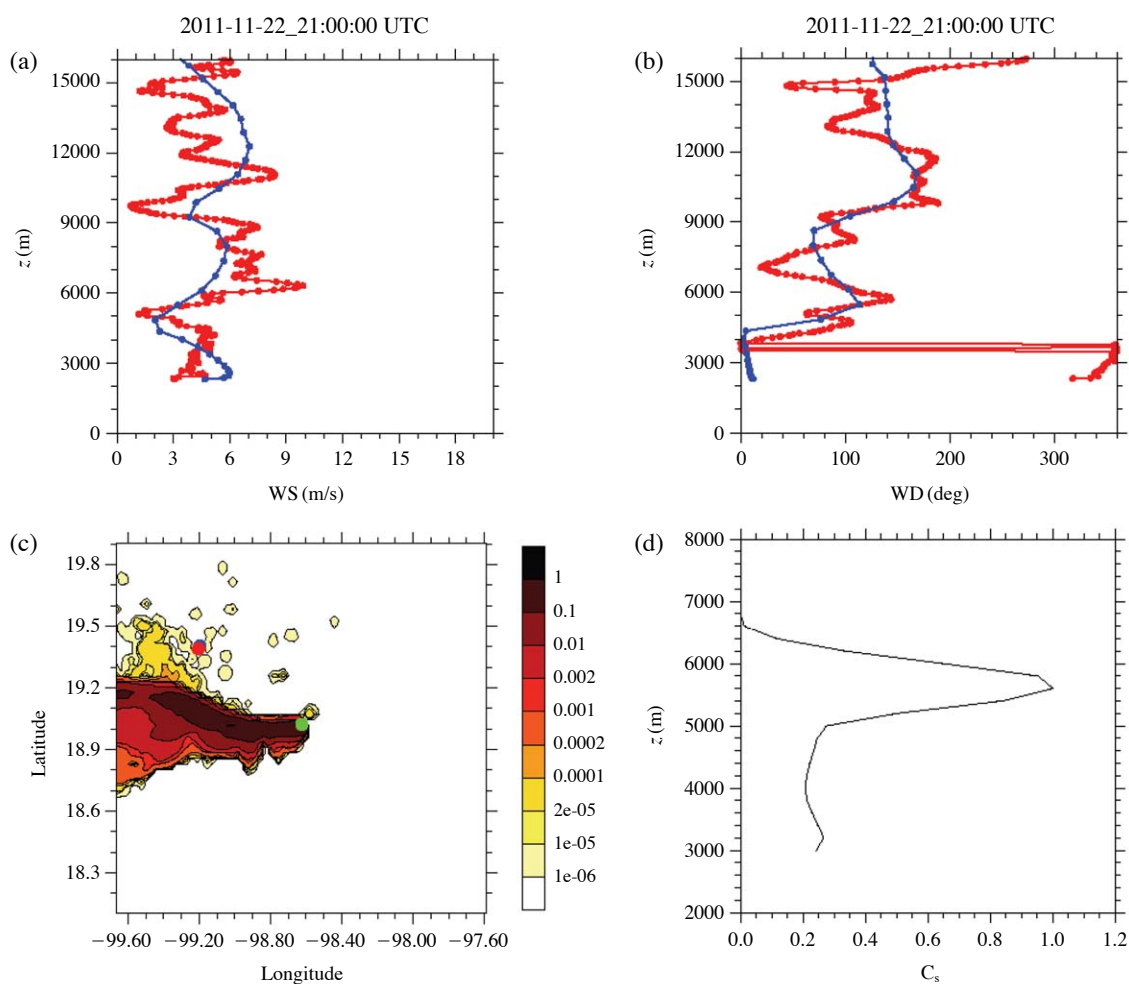 2011-11-22_21:00:00 UTC
2011-11-22_21:00:00 UTC
(a)
(b)
15000
12000
9000
6000
3000
0
z (m)
0 3 6 9 12 15 18
WS (m/s)
15000
12000
9000
6000
3000
0
z (m)
0 100 200 300
WD (deg)
(c)
19.8
19.5
19.2
18.9
18.6
18.3
Latitude
−99.60 −99.20 −98.80 −98.40 −98.00 −97.60
Longitude
1
0.1
0.01
0.002
0.001
0.0002
0.0001
2e-05
1e-05
1e-06
(d)
8000
7000
6000
5000
4000
3000
2000
z (m)
0.0 0.2 0.4 0.6 0.8 1.0 1.2
Cs